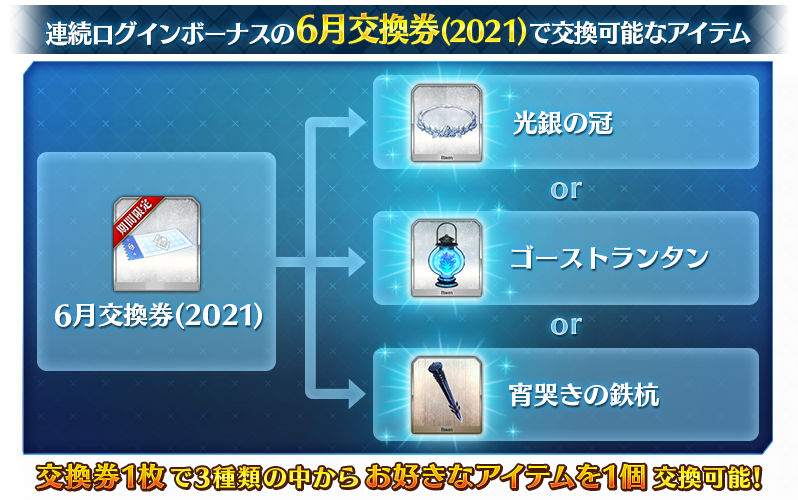 連続ログインボーナスの6月交換券(2021)で交換可能なアイテム
期間限定
6月交換券(2021)
Item
光銀の冠
or
Item
ゴーストランタン
or
Item
宵哭きの鉄杭
交換券1枚で3種類の中からお好きなアイテムを1個交換可能!